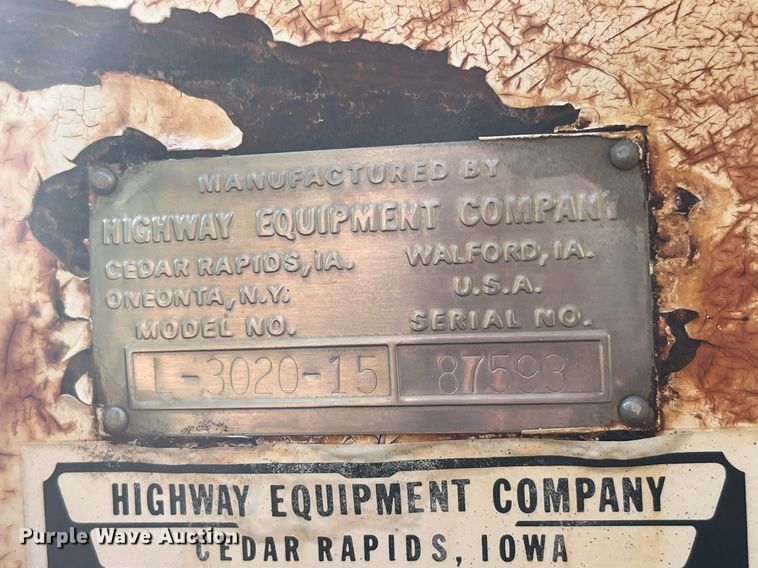 MANUFACTURED BY
HIGHWAY EQUIPMENT COMPANY
CEDAR RAPIDS, IA. WALFORD, IA.
ONEONTA, N.Y. U.S.A.
MODEL NO. SERIAL NO.
L-3020-15 87593
HIGHWAY EQUIPMENT COMPANY
CEDAR RAPIDS, IOWA
Purple Wave Auction